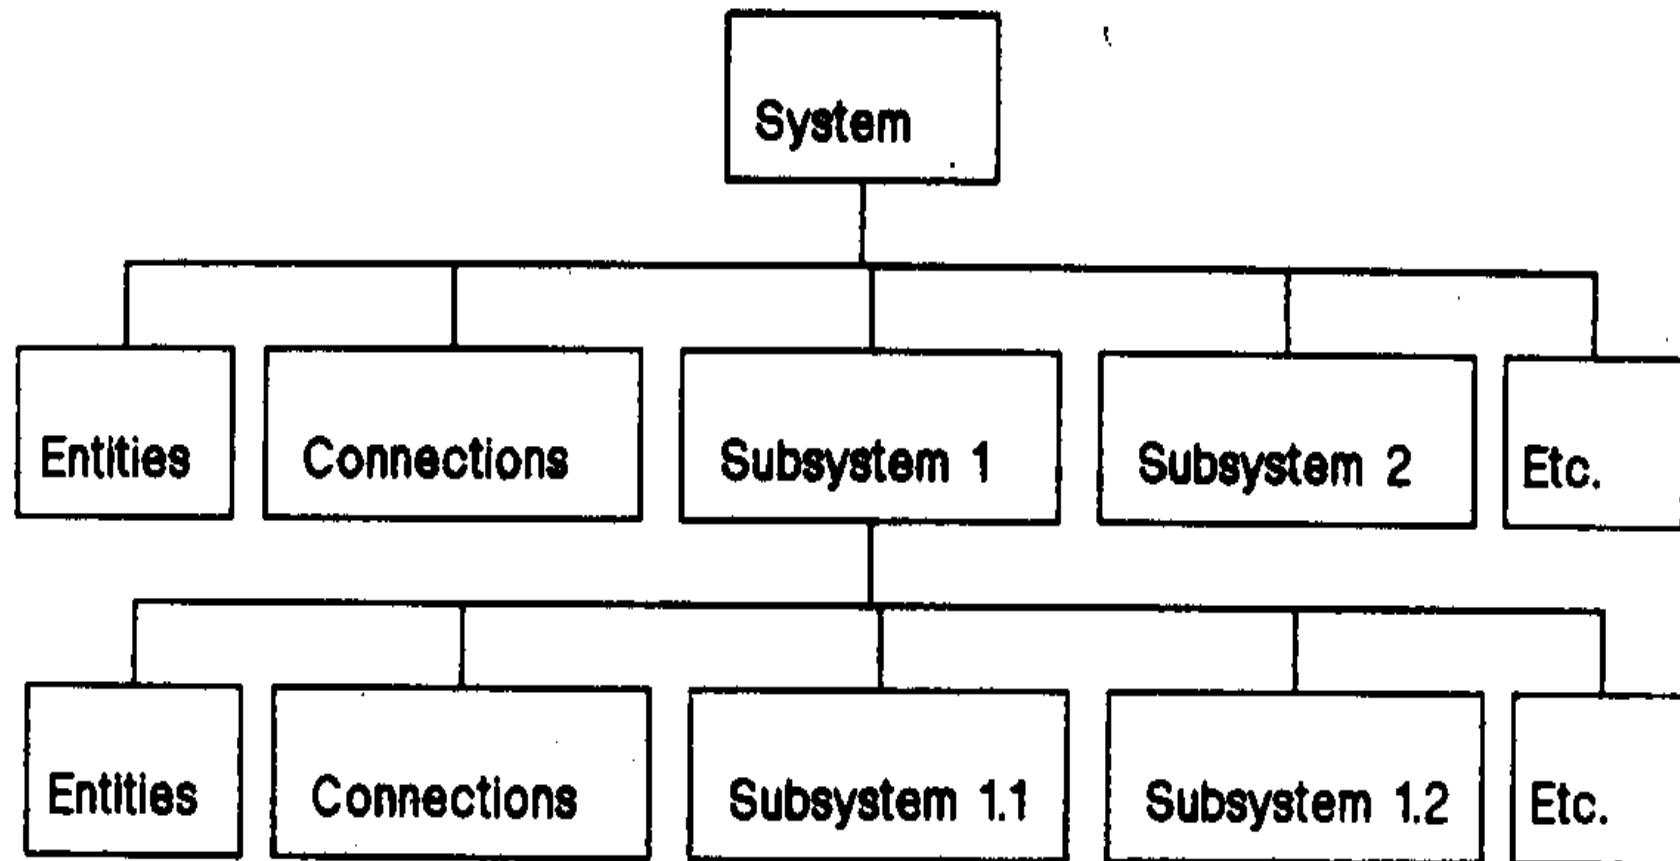 System
Entities
Connections
Subsystem 1
Subsystem 2
Etc.
Entities
Connections
Subsystem 1.1
Subsystem 1.2
Etc.